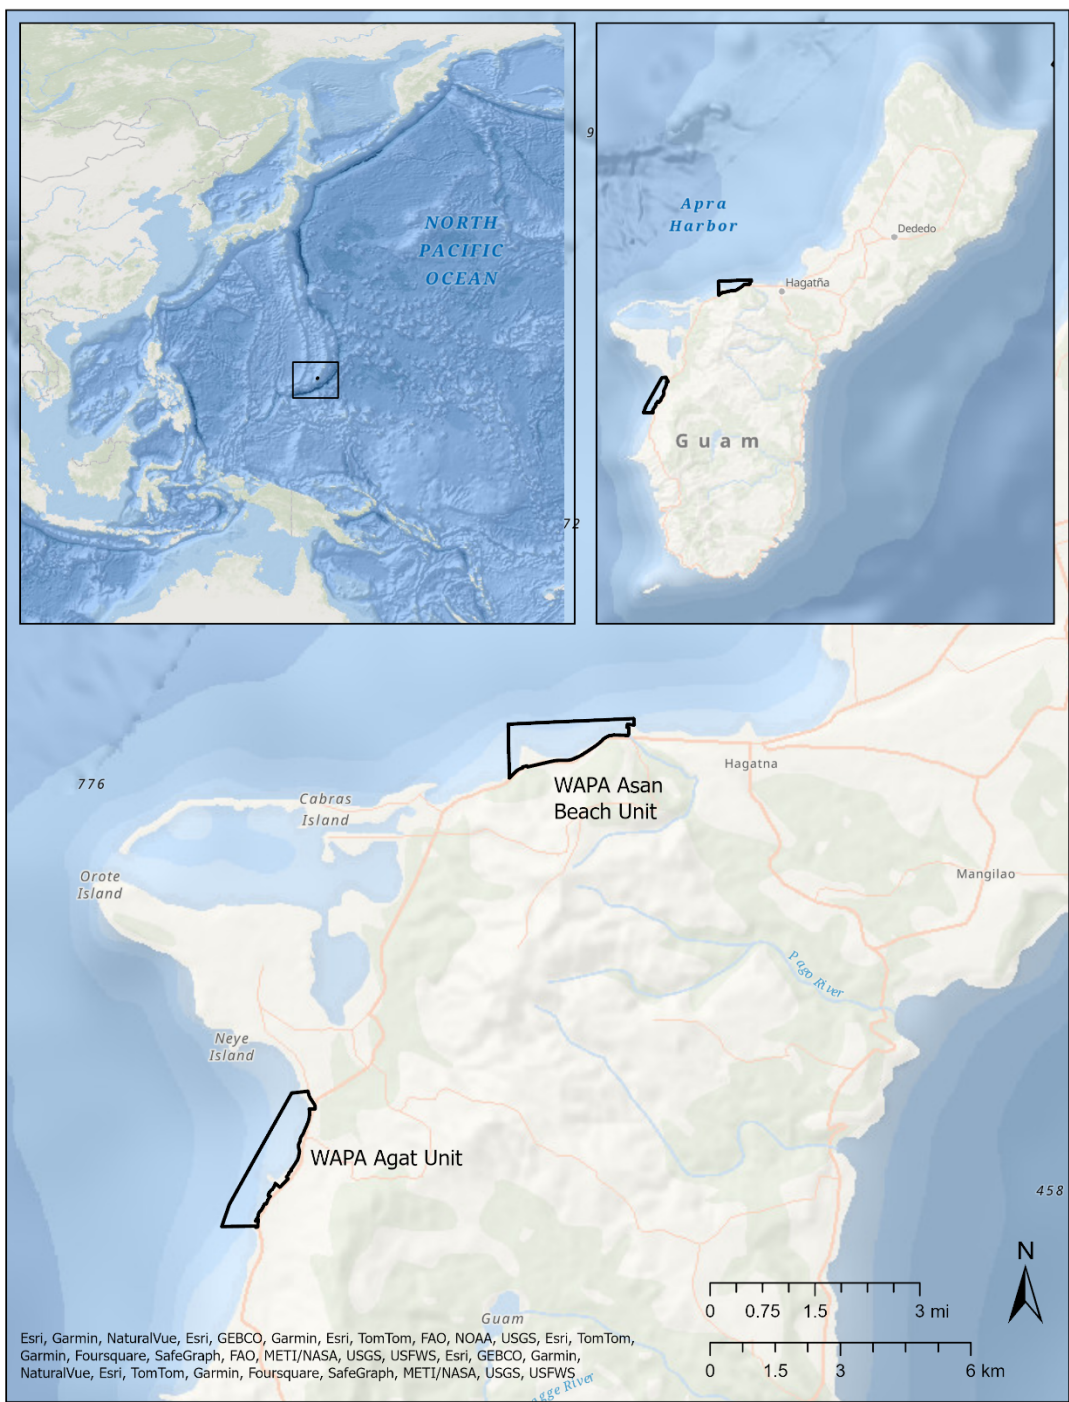 NORTH
PACIFIC
OCEAN
9
72
Apra
Harbor
Dededo
Hagatña
Guam
776
Cabras
Island
Orote
Island
WAPA Asan
Beach Unit
Hagatna
Mangilao
Pago River
Neye
Island
WAPA Agat Unit
458
N
0 0.75 1.5 3 mi
0 1.5 3 6 km
Guam
Esri, Garmin, NaturalVue, Esri, GEBCO, Garmin, Esri, TomTom, FAO, NOAA, USGS, Esri, TomTom,
Garmin, Foursquare, SafeGraph, FAO, METI/NASA, USGS, USFWS, Esri, GEBCO, Garmin,
NaturalVue, Esri, TomTom, Garmin, Foursquare, SafeGraph, METI/NASA, USGS, USFWS
River